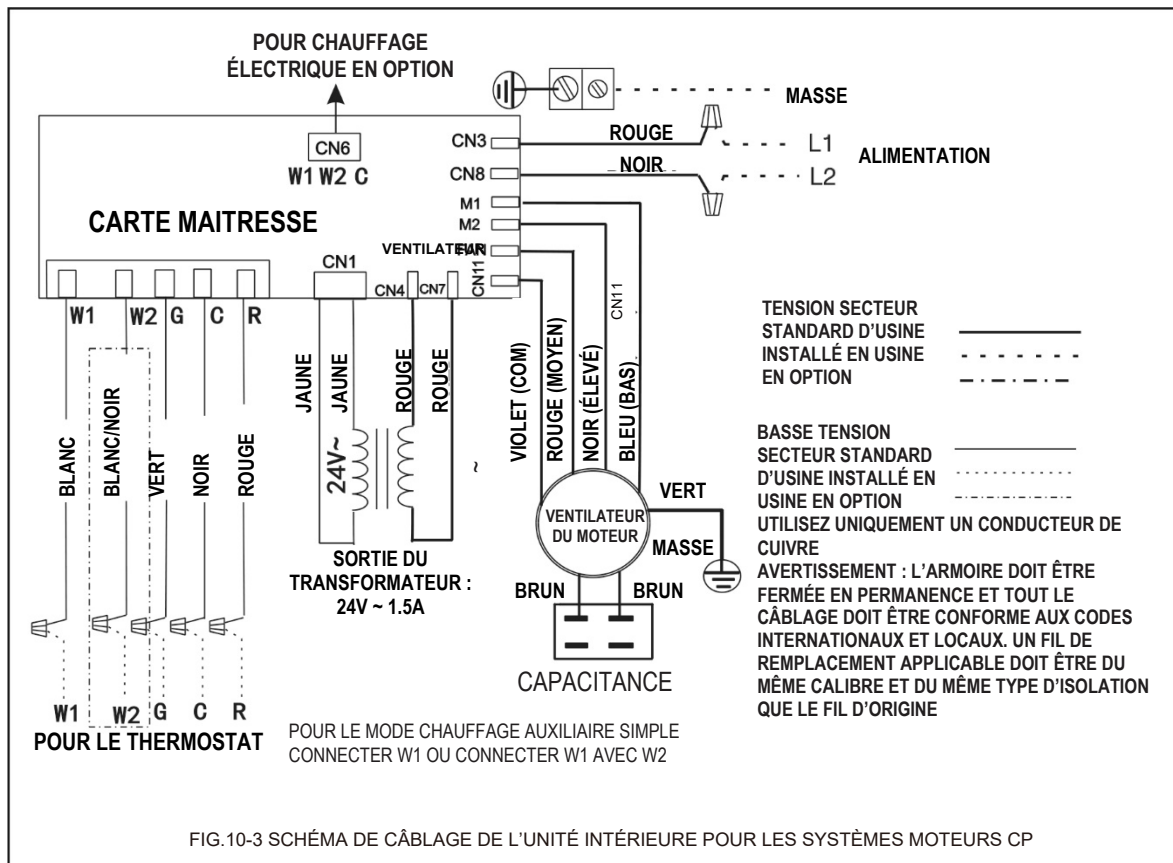 POUR CHAUFFAGE
ÉLECTRIQUE EN OPTION
CN6
W1 W2 C
CARTE MAITRESSE
CN3
CN8
M1
M2
VENTILATEUR
CN11
CN1
CN4
CN7
W1
W2
G
C
R
MASSE
ROUGE
NOIR
L1
L2
ALIMENTATION
BLANC
BLANC/NOIR
VERT
NOIR
ROUGE
JAUNE
JAUNE
ROUGE
ROUGE
24V~
~
SORTIE DU
TRANSFORMATEUR :
24V ~ 1.5A
VIOLET (COM)
ROUGE (MOYEN)
NOIR (ÉLEVÉ)
BLEU (BAS)
CN11
VENTILATEUR
DU MOTEUR
VERT
MASSE
BRUN
BRUN
CAPACITANCE
W1
W2
G
C
R
POUR LE THERMOSTAT
POUR LE MODE CHAUFFAGE AUXILIAIRE SIMPLE
CONNECTER W1 OU CONNECTER W1 AVEC W2
TENSION SECTEUR
STANDARD D'USINE
INSTALLÉ EN USINE
EN OPTION
BASSE TENSION
SECTEUR STANDARD
D'USINE INSTALLÉ EN
USINE EN OPTION
UTILISEZ UNIQUEMENT UN CONDUCTEUR DE
CUIVRE
AVERTISSEMENT : L'ARMOIRE DOIT ÊTRE
FERMÉE EN PERMANENCE ET TOUT LE
CÂBLAGE DOIT ÊTRE CONFORME AUX CODES
INTERNATIONAUX ET LOCAUX. UN FIL DE
REMPLACEMENT APPLICABLE DOIT ÊTRE DU
MÊME CALIBRE ET DU MÊME TYPE D'ISOLATION
QUE LE FIL D'ORIGINE
FIG.10-3 SCHÉMA DE CÂBLAGE DE L'UNITÉ INTÉRIEURE POUR LES SYSTÈMES MOTEURS CP